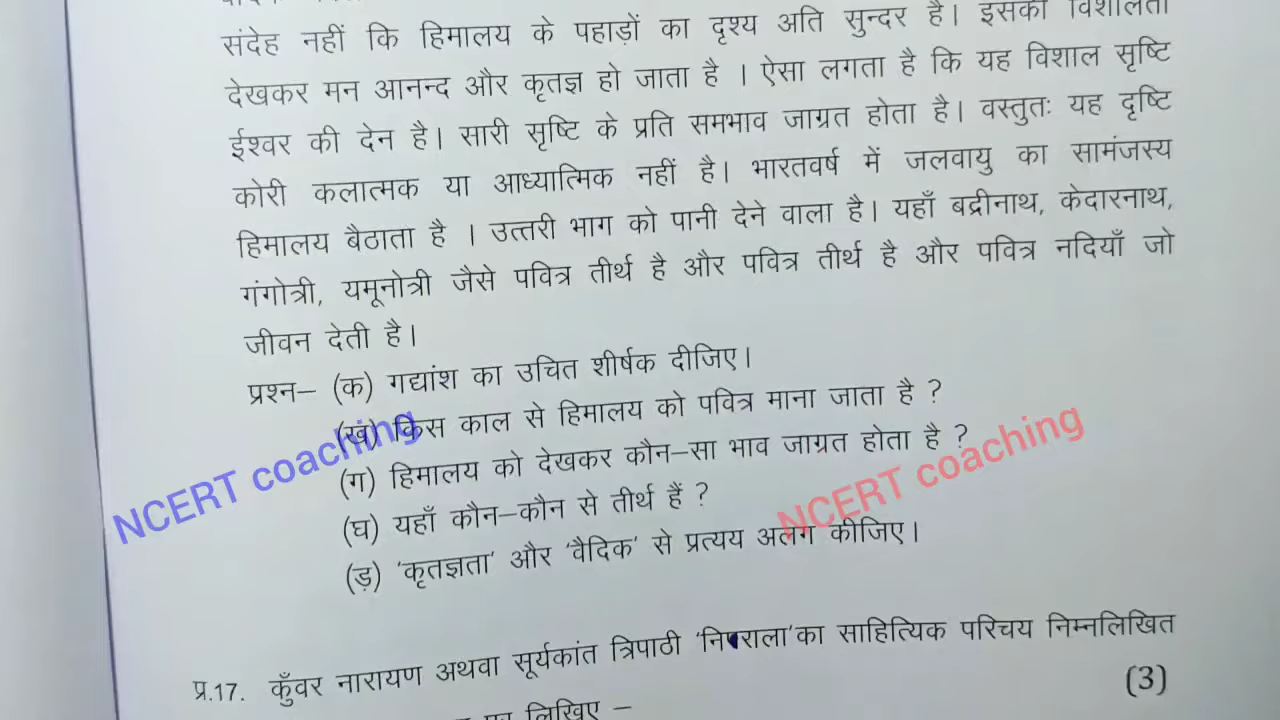 संदेह नहीं कि हिमालय के पहाड़ों का दृश्य अति सुन्दर है। इसकी विशालता
देखकर मन आनन्द और कृतज्ञ हो जाता है । ऐसा लगता है कि यह विशाल सृष्टि
ईश्वर की देन है। सारी सृष्टि के प्रति समभाव जाग्रत होता है। वस्तुतः यह दृष्टि
कोरी कलात्मक या आध्यात्मिक नहीं है। भारतवर्ष में जलवायु का सामंजस्य
हिमालय बैठाता है । उत्तरी भाग को पानी देने वाला है। यहाँ बद्रीनाथ, केदारनाथ,
गंगोत्री, यमूनोत्री जैसे पवित्र तीर्थ है और पवित्र तीर्थ है और पवित्र नदियाँ जो
जीवन देती है।
प्रश्न– (क) गद्यांश का उचित शीर्षक दीजिए।
(ख) किस काल से हिमालय को पवित्र माना जाता है ?
(ग) हिमालय को देखकर कौन–सा भाव जाग्रत होता है ?
(घ) यहाँ कौन–कौन से तीर्थ हैं ?
(ड़) 'कृतज्ञता' और 'वैदिक' से प्रत्यय अलग कीजिए।
NCERT coaching
NCERT coaching
प्र.17. कुँवर नारायण अथवा सूर्यकांत त्रिपाठी 'निराला'का साहित्यिक परिचय निम्नलिखित
(3)
पर लिखिए –